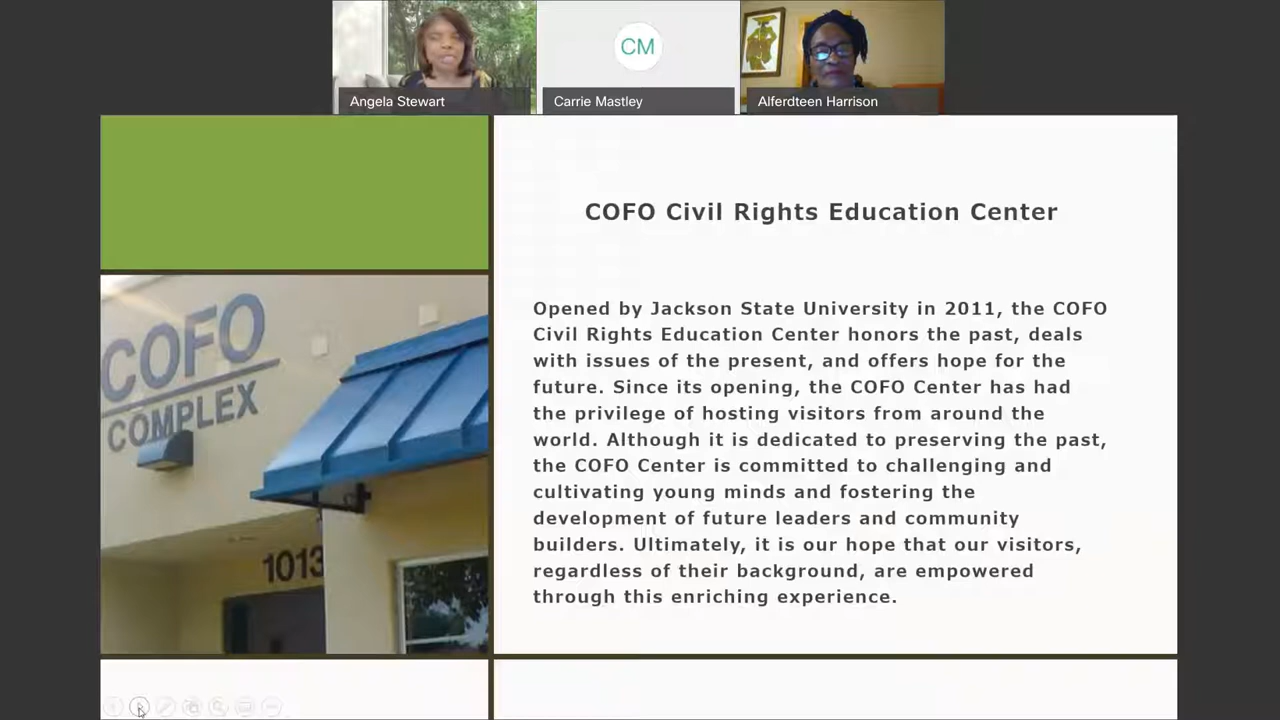 CM
Angela Stewart
Carrie Mastley
Alferdteen Harrison
COFO Civil Rights Education Center
COFO
COMPLEX
1013
Opened by Jackson State University in 2011, the COFO
Civil Rights Education Center honors the past, deals
with issues of the present, and offers hope for the
future. Since its opening, the COFO Center has had
the privilege of hosting visitors from around the
world. Although it is dedicated to preserving the past,
the COFO Center is committed to challenging and
cultivating young minds and fostering the
development of future leaders and community
builders. Ultimately, it is our hope that our visitors,
regardless of their background, are empowered
through this enriching experience.